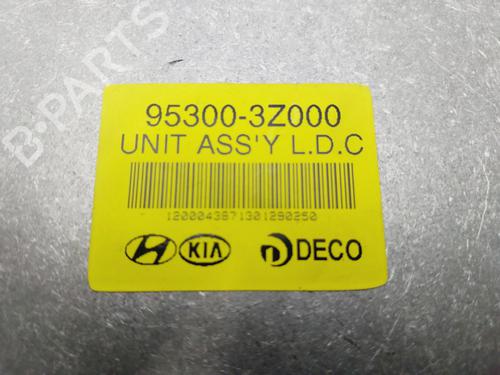 B-PARTS
95300-3Z000
UNIT ASS'Y L.D.C
1200043871301290250
KIA
DECO